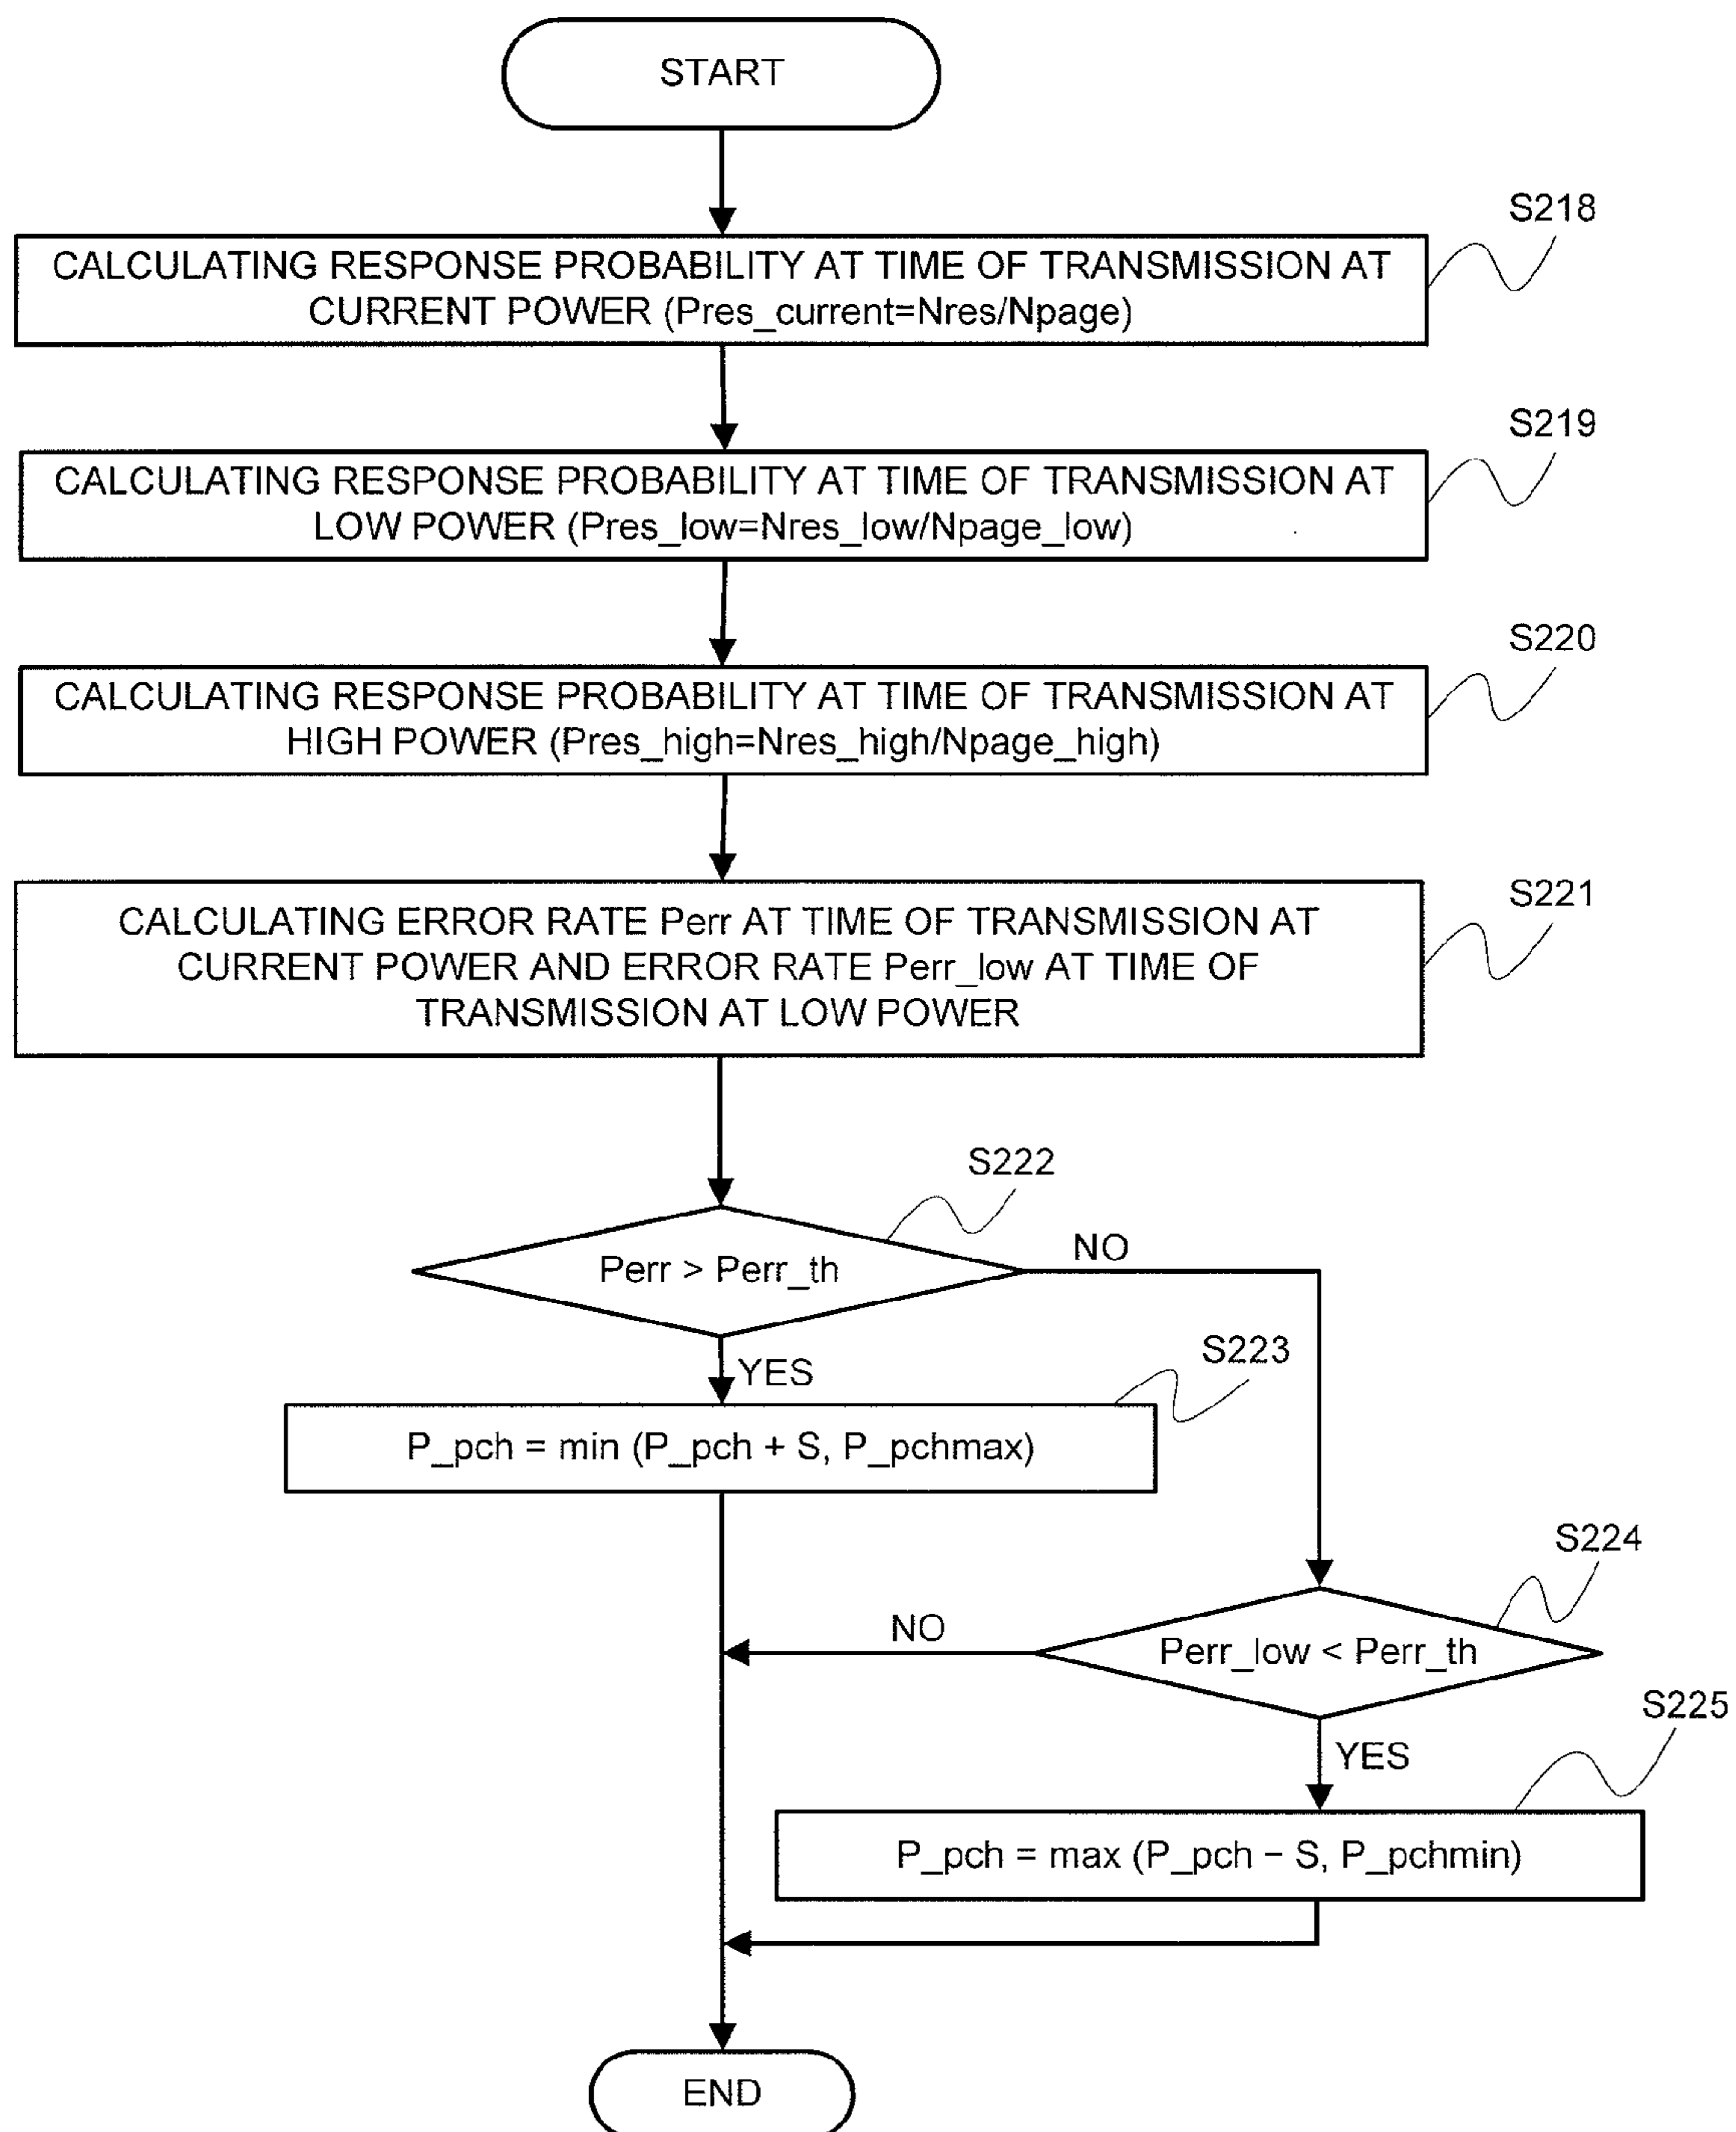 START
S218
CALCULATING RESPONSE PROBABILITY AT TIME OF TRANSMISSION AT
CURRENT POWER (Pres_current=Nres/Npage)
S219
CALCULATING RESPONSE PROBABILITY AT TIME OF TRANSMISSION AT
LOW POWER (Pres_low=Nres_low/Npage_low)
S220
CALCULATING RESPONSE PROBABILITY AT TIME OF TRANSMISSION AT
HIGH POWER (Pres_high=Nres_high/Npage_high)
S221
CALCULATING ERROR RATE Perr AT TIME OF TRANSMISSION AT
CURRENT POWER AND ERROR RATE Perr_low AT TIME OF
TRANSMISSION AT LOW POWER
S222
Perr > Perr_th
NO
YES
S223
P_pch = min (P_pch + S, P_pchmax)
S224
Perr_low < Perr_th
NO
YES
S225
P_pch = max (P_pch − S, P_pchmin)
END